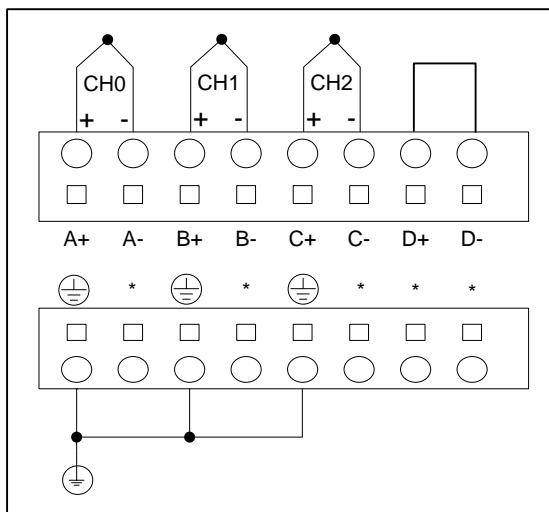 CH0 CH1 CH2
+ - + - + -
A+ A- B+ B- C+ C- D+ D-
* * * * *